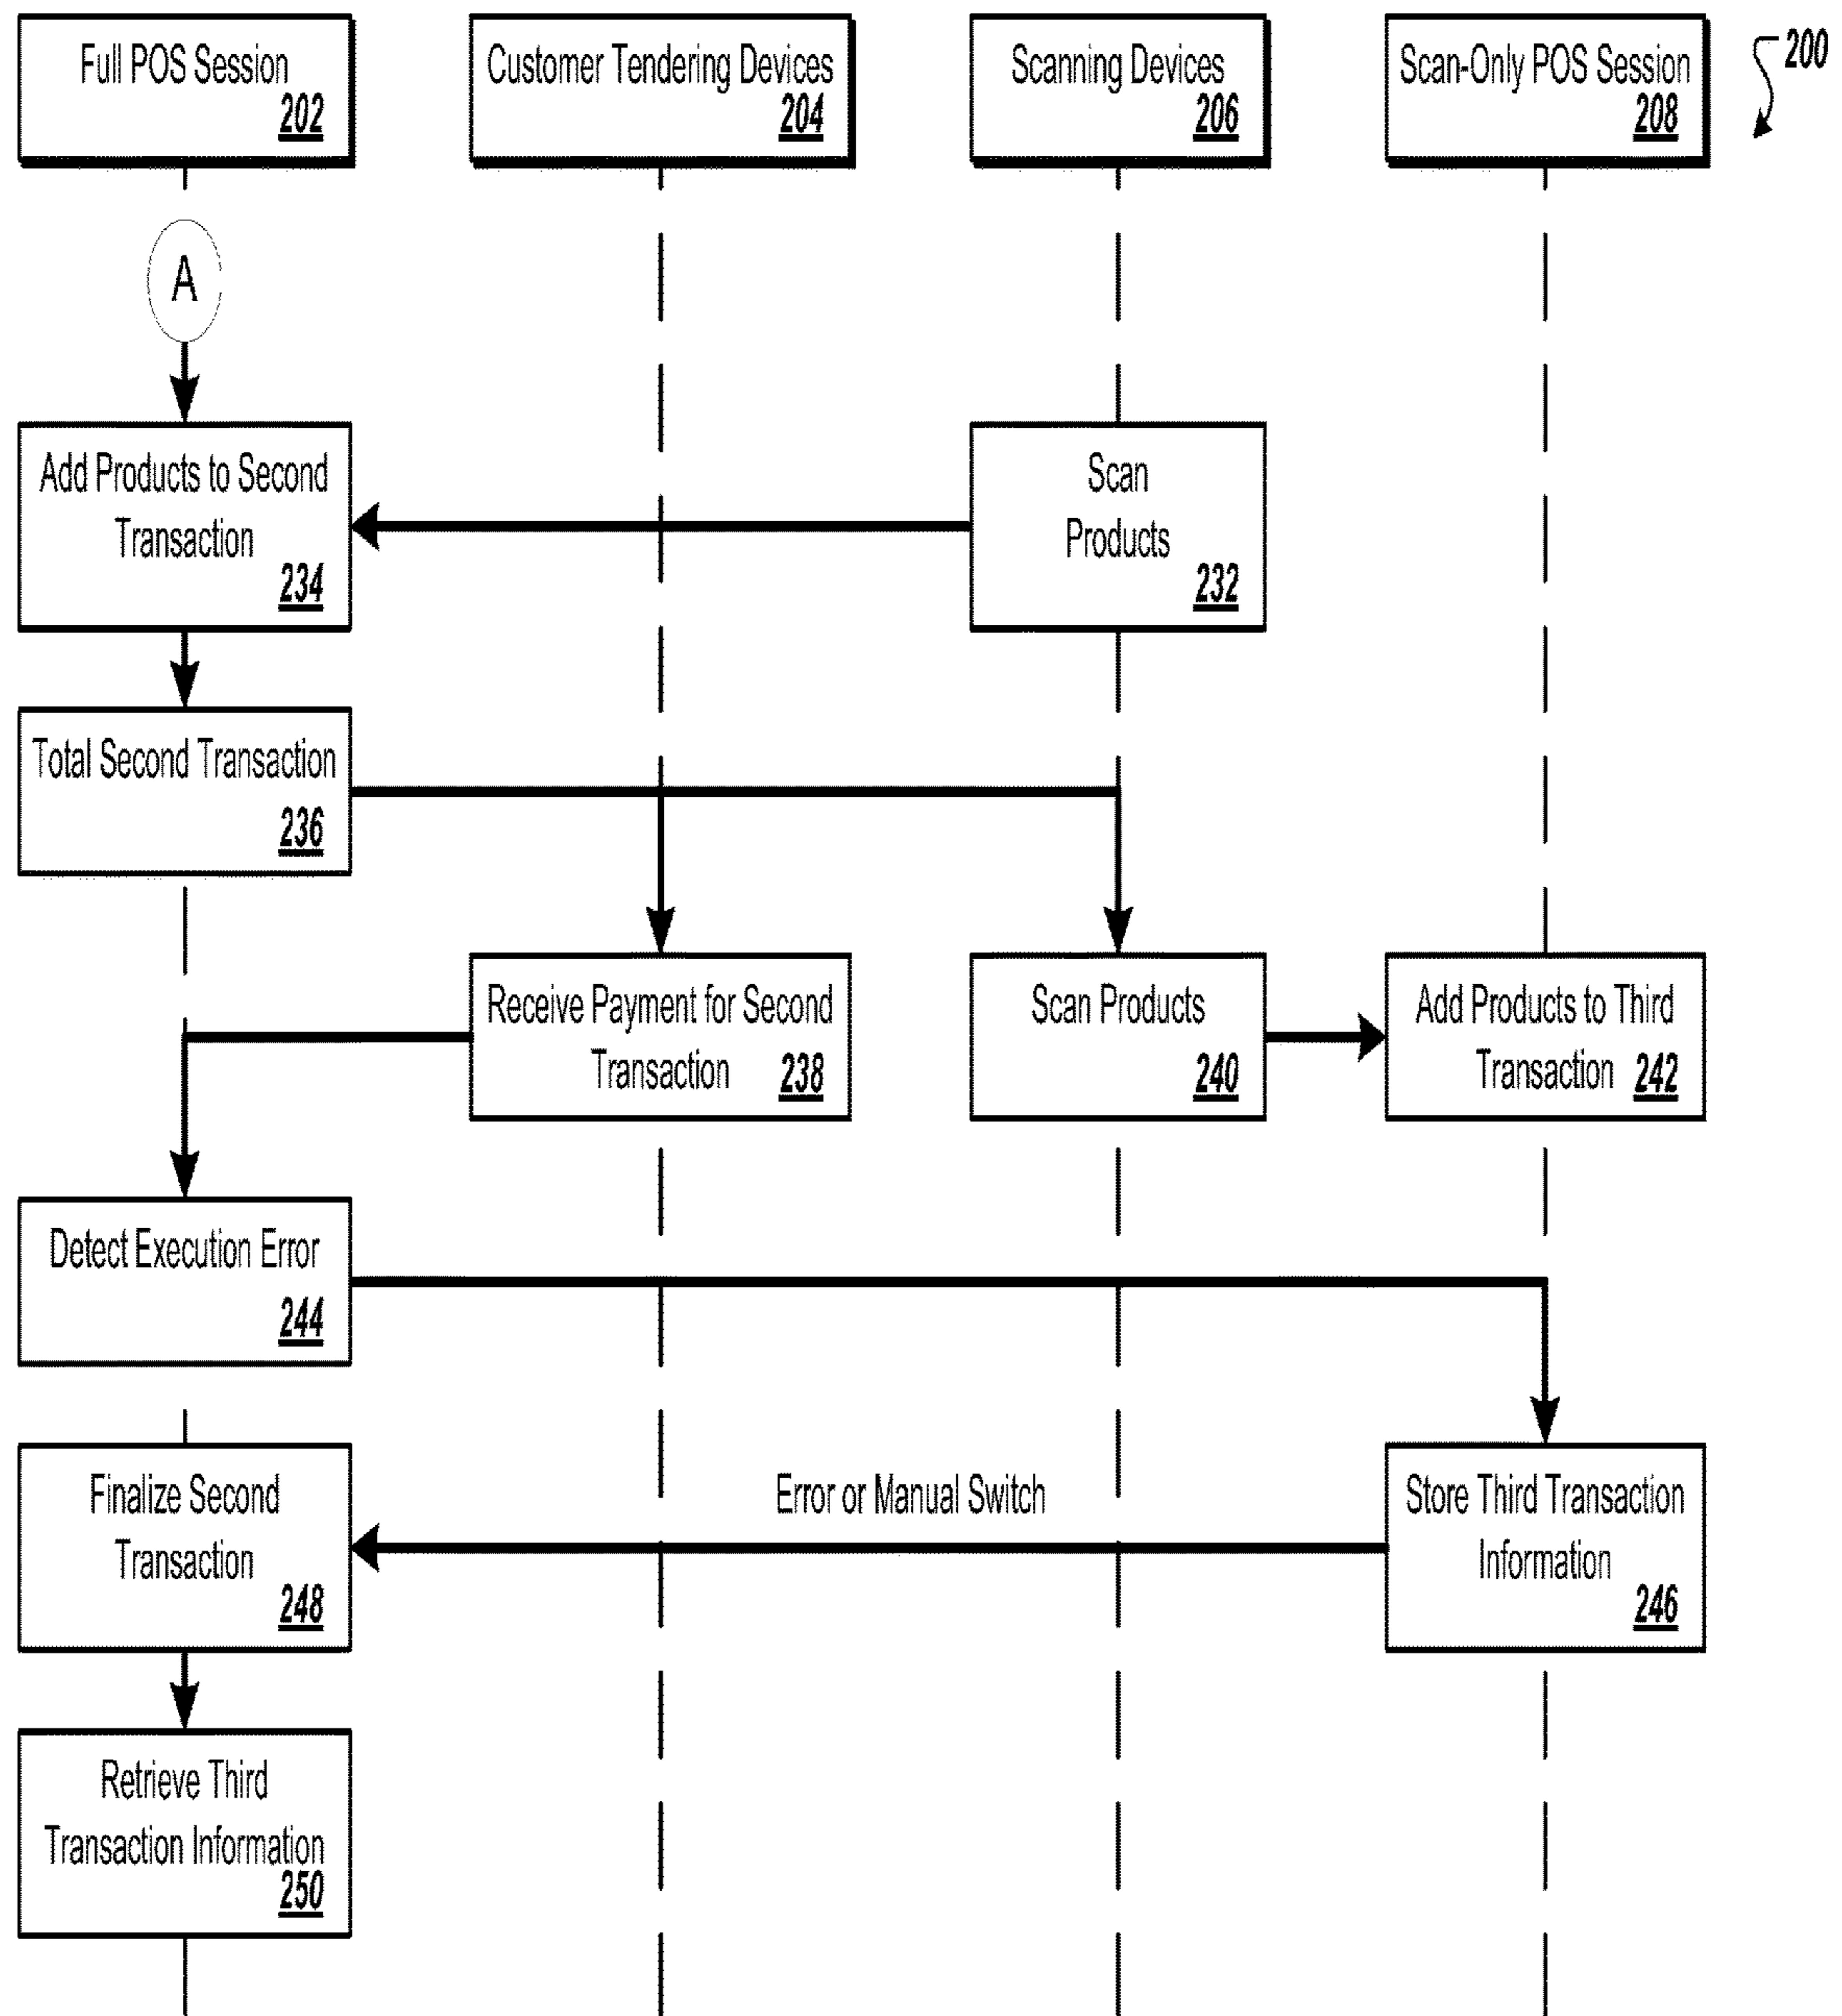 Full POS Session
202
Customer Tendering Devices
204
Scanning Devices
206
Scan-Only POS Session
208
200
A
Add Products to Second
Transaction
234
Scan
Products
232
Total Second Transaction
236
Receive Payment for Second
Transaction 238
Scan Products
240
Add Products to Third
Transaction 242
Detect Execution Error
244
Finalize Second
Transaction
248
Error or Manual Switch
Store Third Transaction
Information
246
Retrieve Third
Transaction Information
250